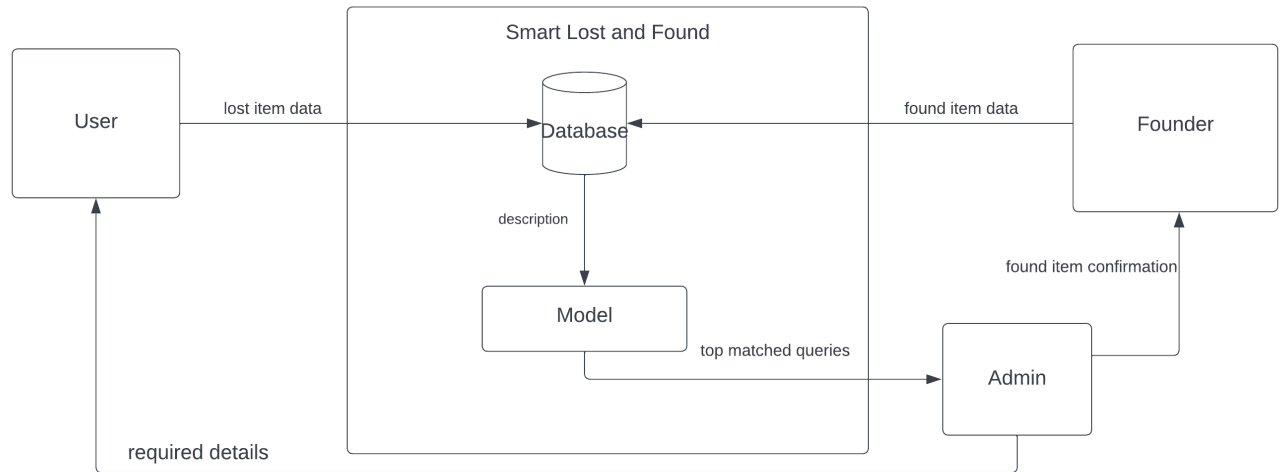 Smart Lost and Found
User
lost item data
Database
found item data
Founder
description
found item confirmation
Model
top matched queries
Admin
required details